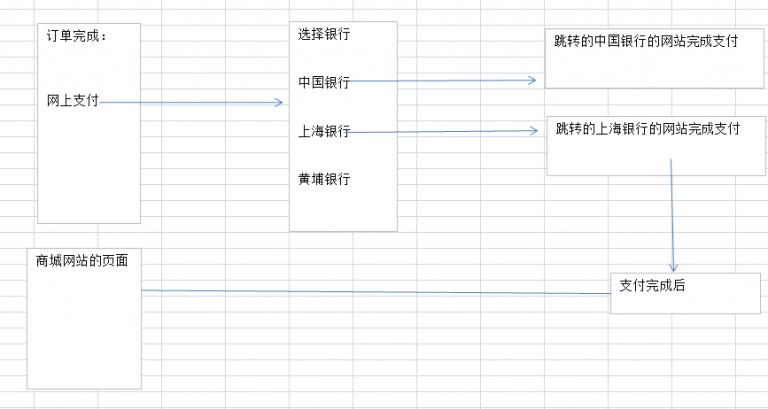 订单完成：
网上支付
选择银行
中国银行
上海银行
黄埔银行
跳转的中国银行的网站完成支付
跳转的上海银行的网站完成支付
支付完成后
商城网站的页面